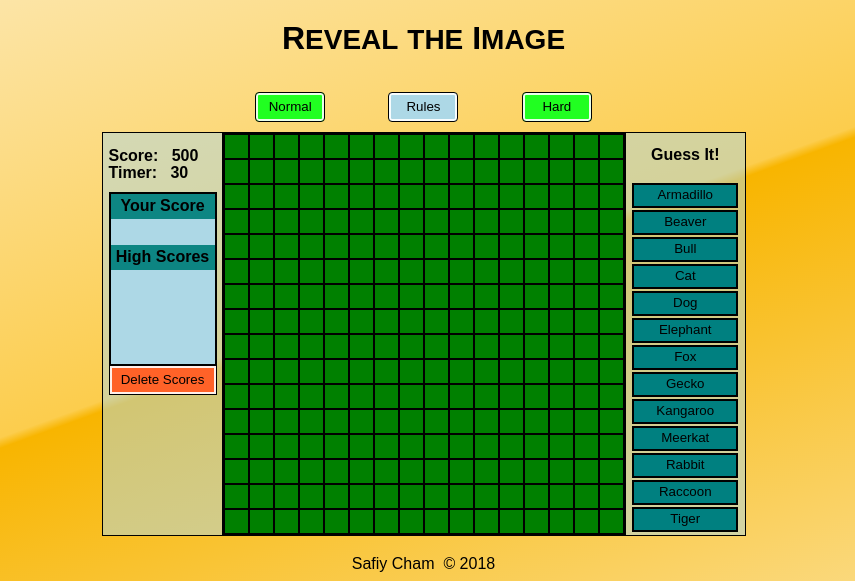 REVEAL THE IMAGE
Normal
Rules
Hard
Score: 500
Timer: 30
Your Score
High Scores
Delete Scores
Guess It!
Armadillo
Beaver
Bull
Cat
Dog
Elephant
Fox
Gecko
Kangaroo
Meerkat
Rabbit
Raccoon
Tiger
Safiy Cham © 2018